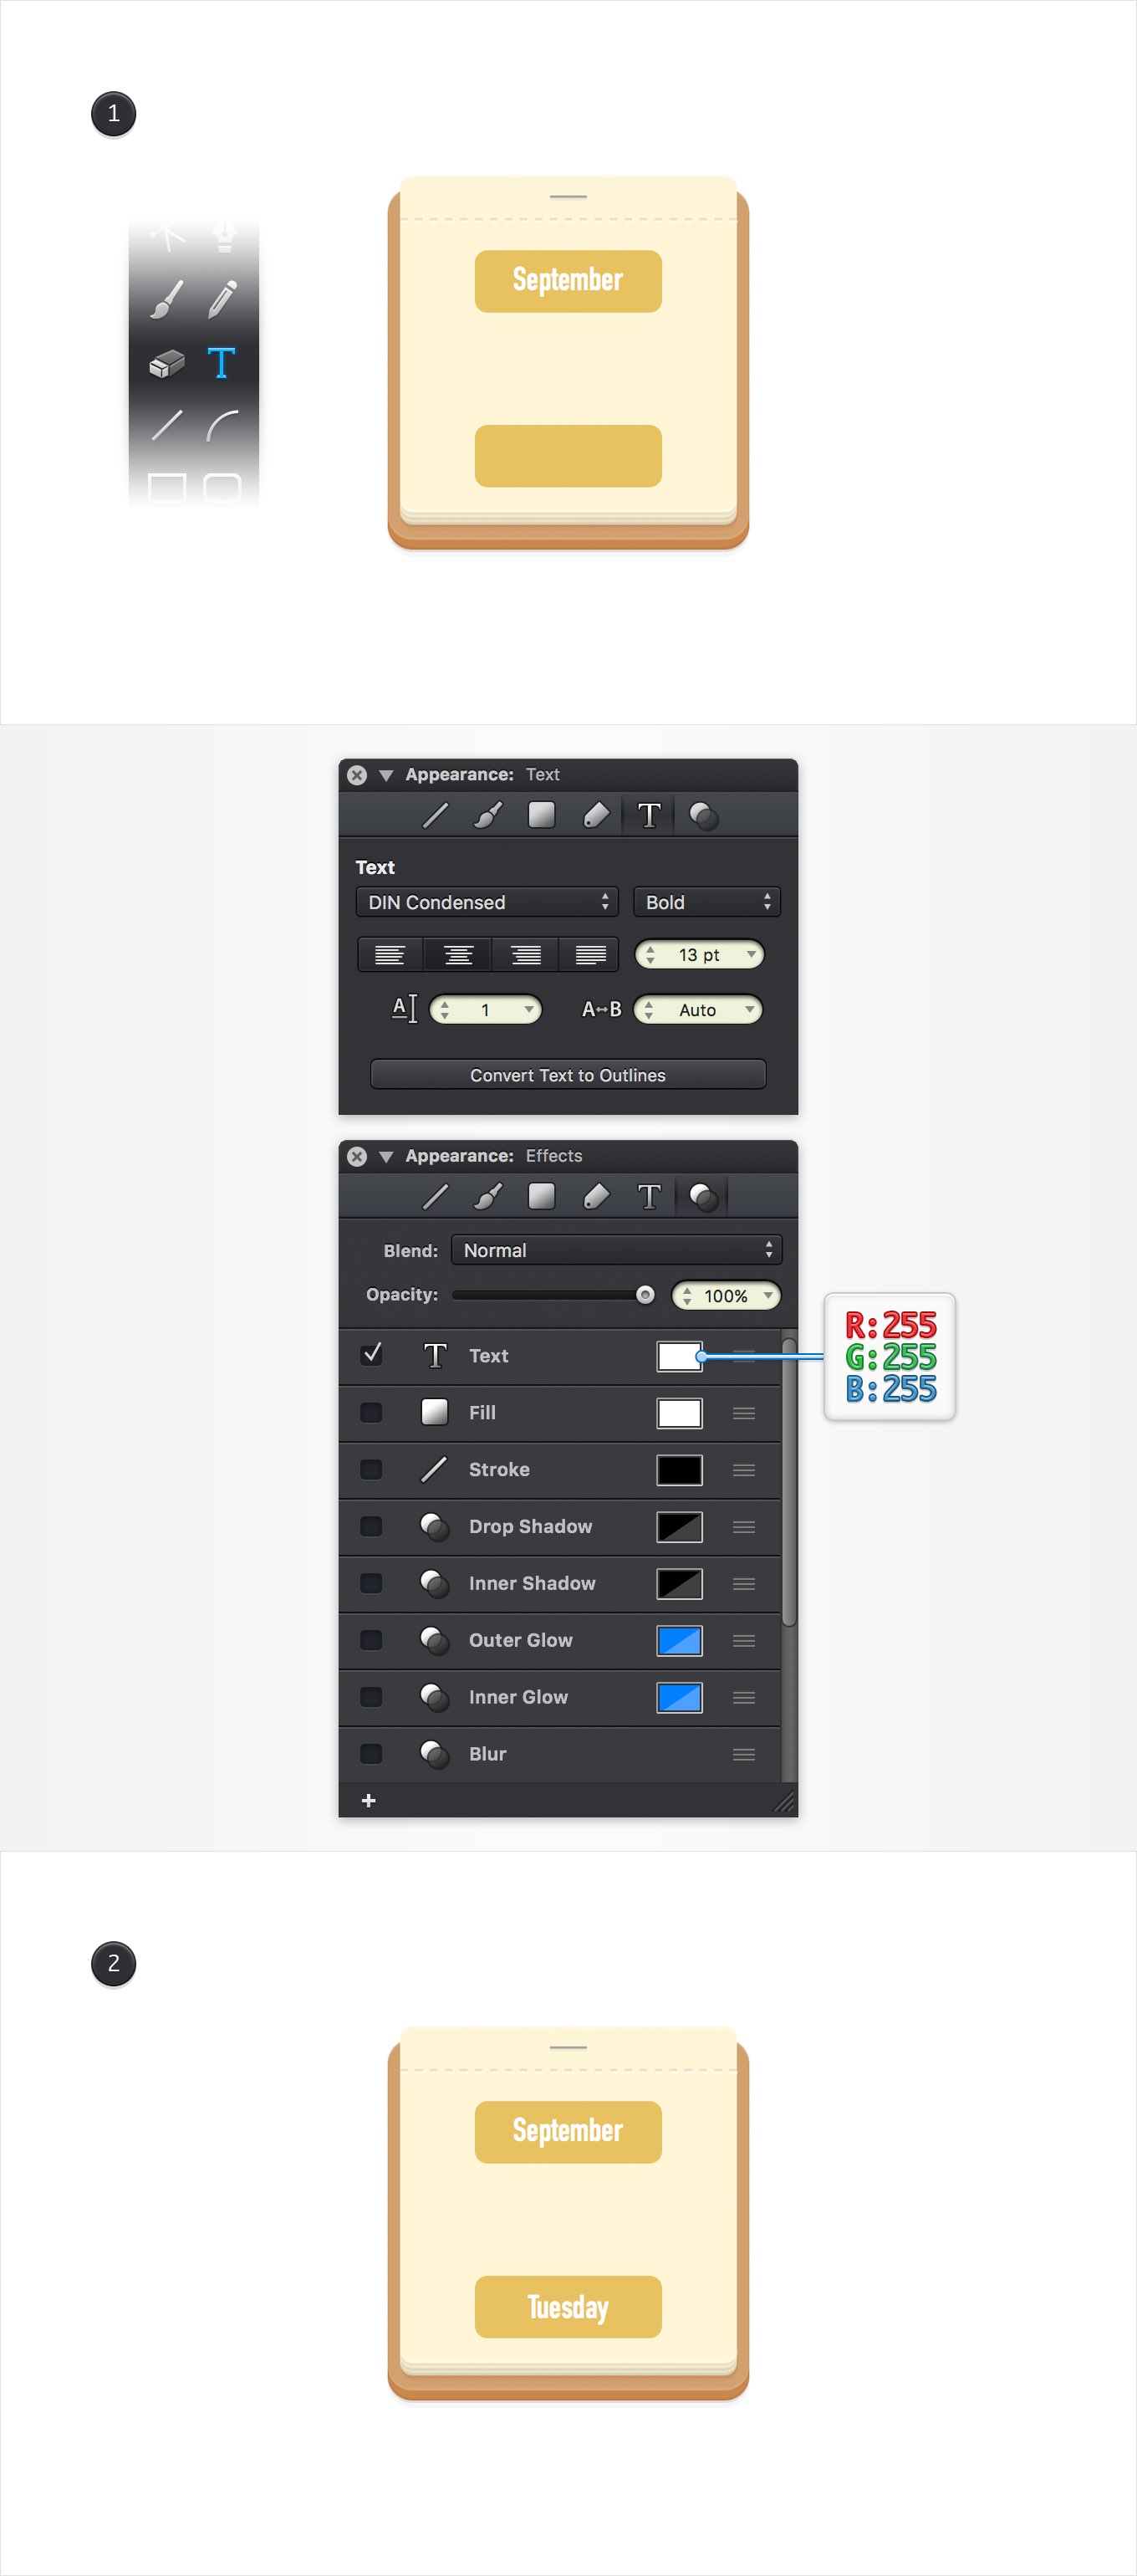 1
September
T
Appearance: Text
T
Text
DIN Condensed Bold
13 pt
A 1 A↔B Auto
Convert Text to Outlines
Appearance: Effects
T
Blend: Normal
Opacity: 100%
T Text
R:255
G:255
B:255
Fill
Stroke
Drop Shadow
Inner Shadow
Outer Glow
Inner Glow
Blur
+
2
September
Tuesday